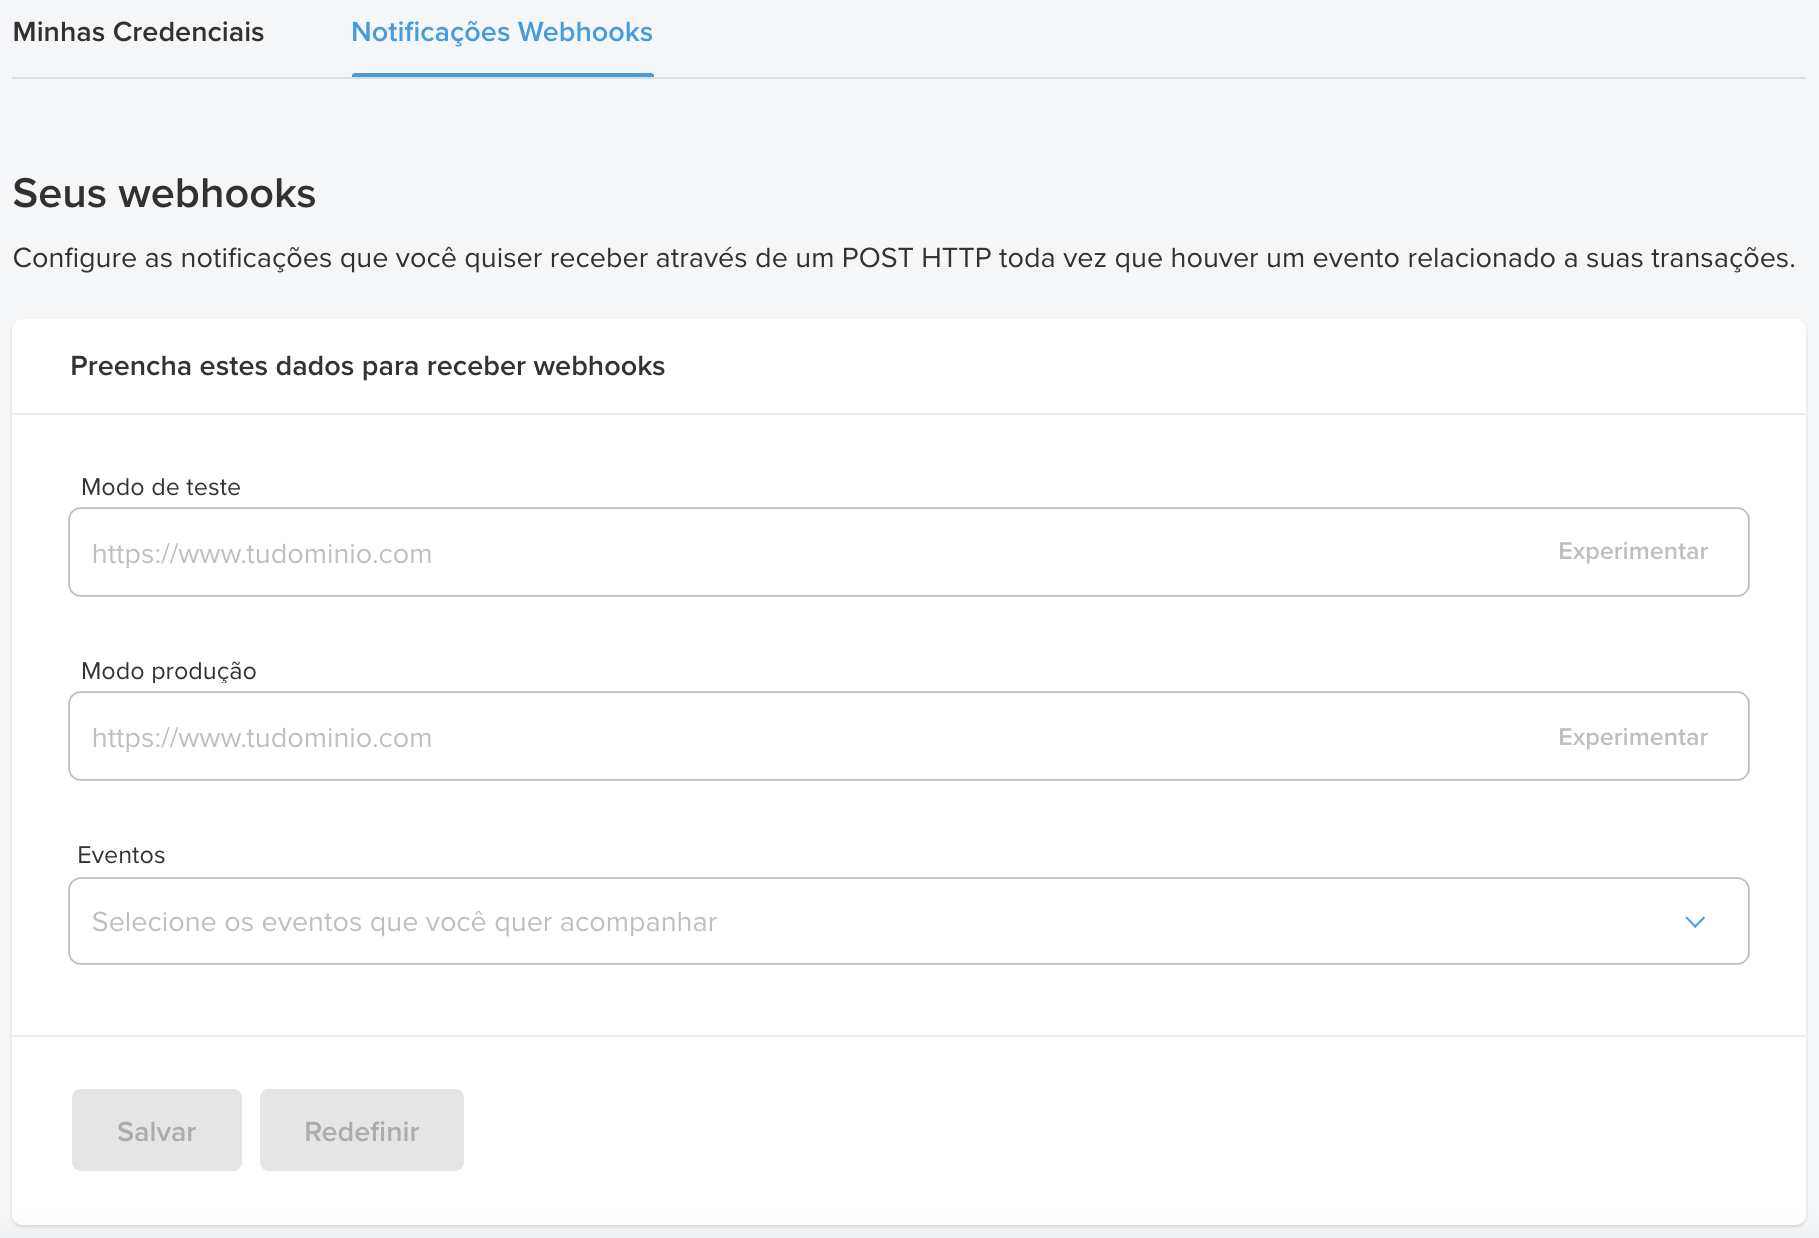 Minhas Credenciais
Notificações Webhooks
Seus webhooks
Configure as notificações que você quiser receber através de um POST HTTP toda vez que houver um evento relacionado a suas transações.
Preencha estes dados para receber webhooks
Modo de teste
https://www.tudominio.com
Experimentar
Modo produção
https://www.tudominio.com
Experimentar
Eventos
Selecione os eventos que você quer acompanhar
Salvar
Redefinir